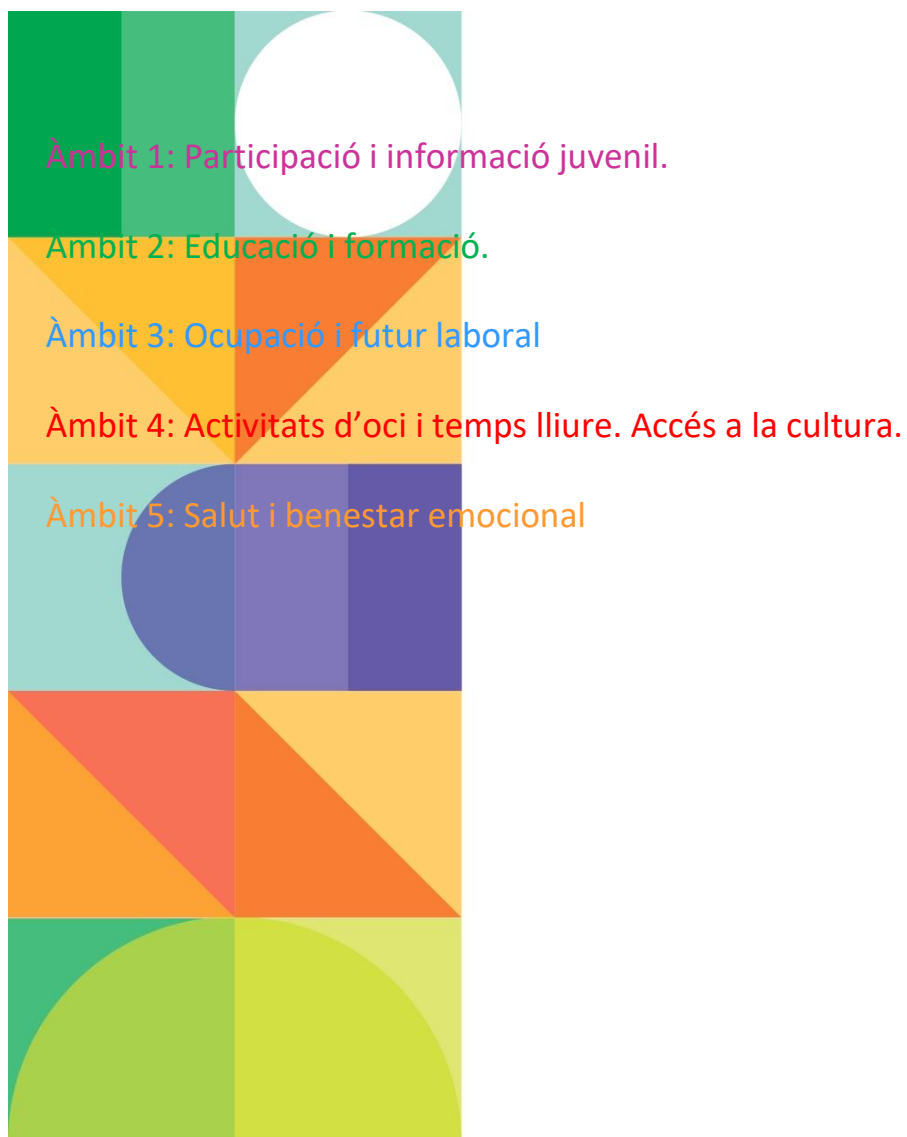 Àmbit 1: Participació i informació juvenil.
Àmbit 2: Educació i formació.
Àmbit 3: Ocupació i futur laboral
Àmbit 4: Activitats d’oci i temps lliure. Accés a la cultura.
Àmbit 5: Salut i benestar emocional